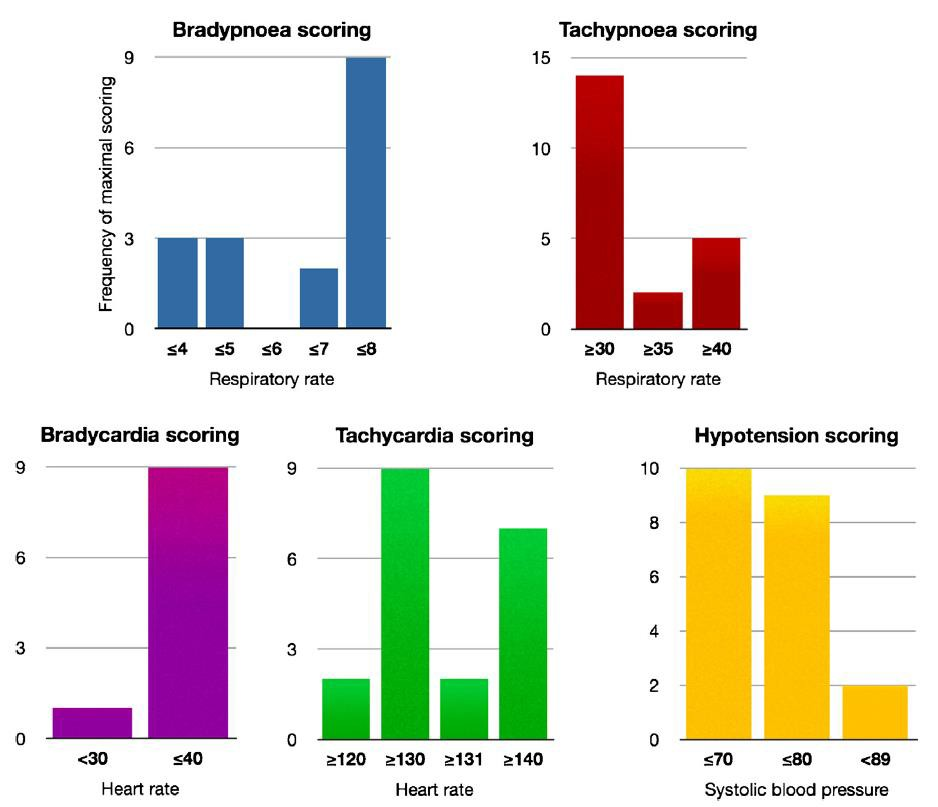 Bradypnoea scoring
Frequency of maximal scoring
9
6
3
0
≤4 ≤5 ≤6 ≤7 ≤8
Respiratory rate
Tachypnoea scoring
15
10
5
0
≥30 ≥35 ≥40
Respiratory rate
Bradycardia scoring
9
6
3
0
<30 ≤40
Heart rate
Tachycardia scoring
9
6
3
0
≥120 ≥130 ≥131 ≥140
Heart rate
Hypotension scoring
10
8
6
4
2
0
≤70 ≤80 <89
Systolic blood pressure